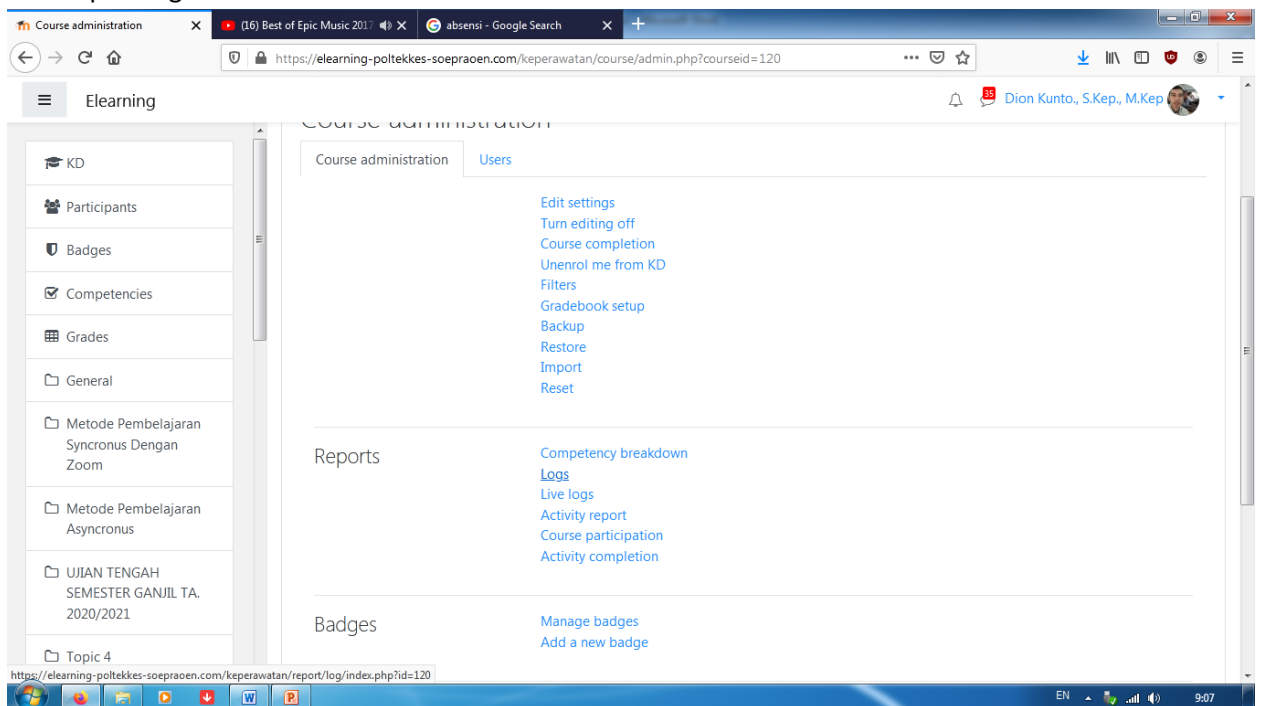 Course administration
(16) Best of Epic Music 2017
absensi - Google Search
https://elearning-poltekkes-soepraoen.com/keperawatan/course/admin.php?courseid=120
Elearning
35
Dion Kunto., S.Kep., M.Kep
Course administration
Course administration
Users
KD
Participants
Badges
Competencies
Grades
General
Metode Pembelajaran
Syncronus Dengan
Zoom
Metode Pembelajaran
Asyncronus
UJIAN TENGAH
SEMESTER GANJIL TA.
2020/2021
Topic 4
Edit settings
Turn editing off
Course completion
Unenrol me from KD
Filters
Gradebook setup
Backup
Restore
Import
Reset
Reports
Competency breakdown
Logs
Live logs
Activity report
Course participation
Activity completion
Badges
Manage badges
Add a new badge
https://elearning-poltekkes-soepraoen.com/keperawatan/report/log/index.php?id=120
EN
9:07